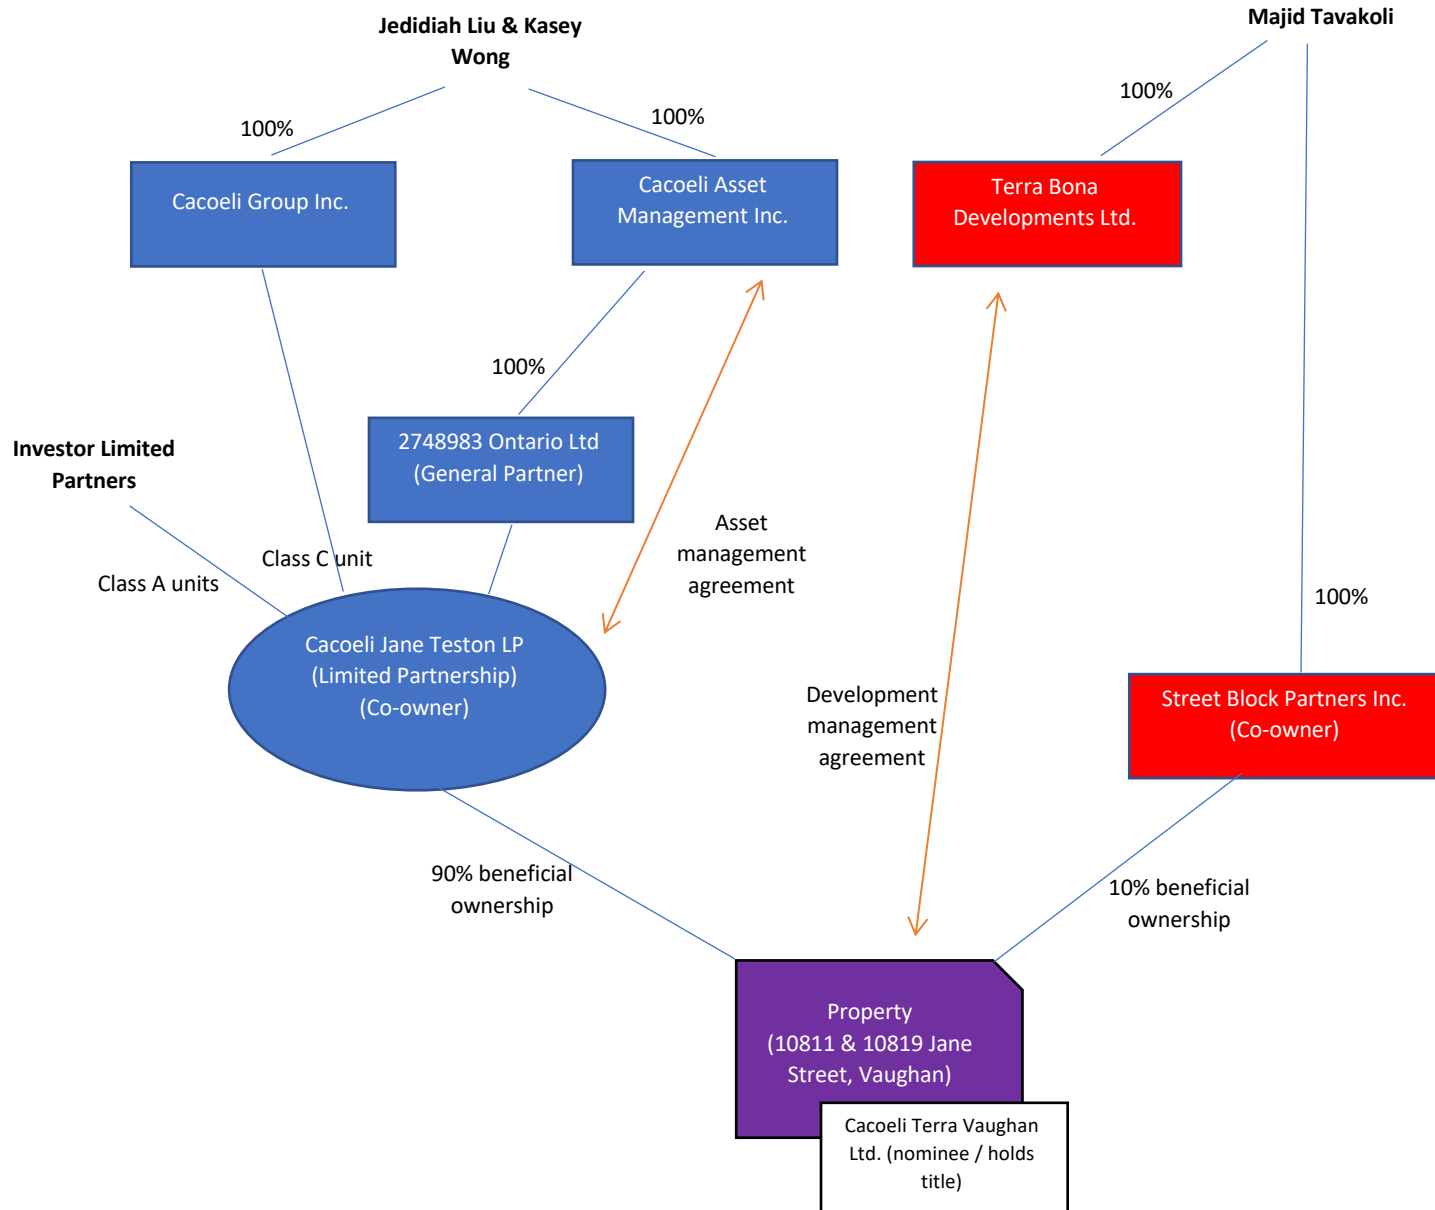 Jedidiah Liu & Kasey
Wong
Majid Tavakoli
100%
100%
100%
Cacoeli Group Inc.
Cacoeli Asset
Management Inc.
Terra Bona
Developments Ltd.
100%
2748983 Ontario Ltd
(General Partner)
Investor Limited
Partners
Class A units
Class C unit
Asset
management
agreement
100%
Cacoeli Jane Teston LP
(Limited Partnership)
(Co-owner)
Development
management
agreement
Street Block Partners Inc.
(Co-owner)
90% beneficial
ownership
10% beneficial
ownership
Property
(10811 & 10819 Jane
Street, Vaughan)
Cacoeli Terra Vaughan
Ltd. (nominee / holds
title)